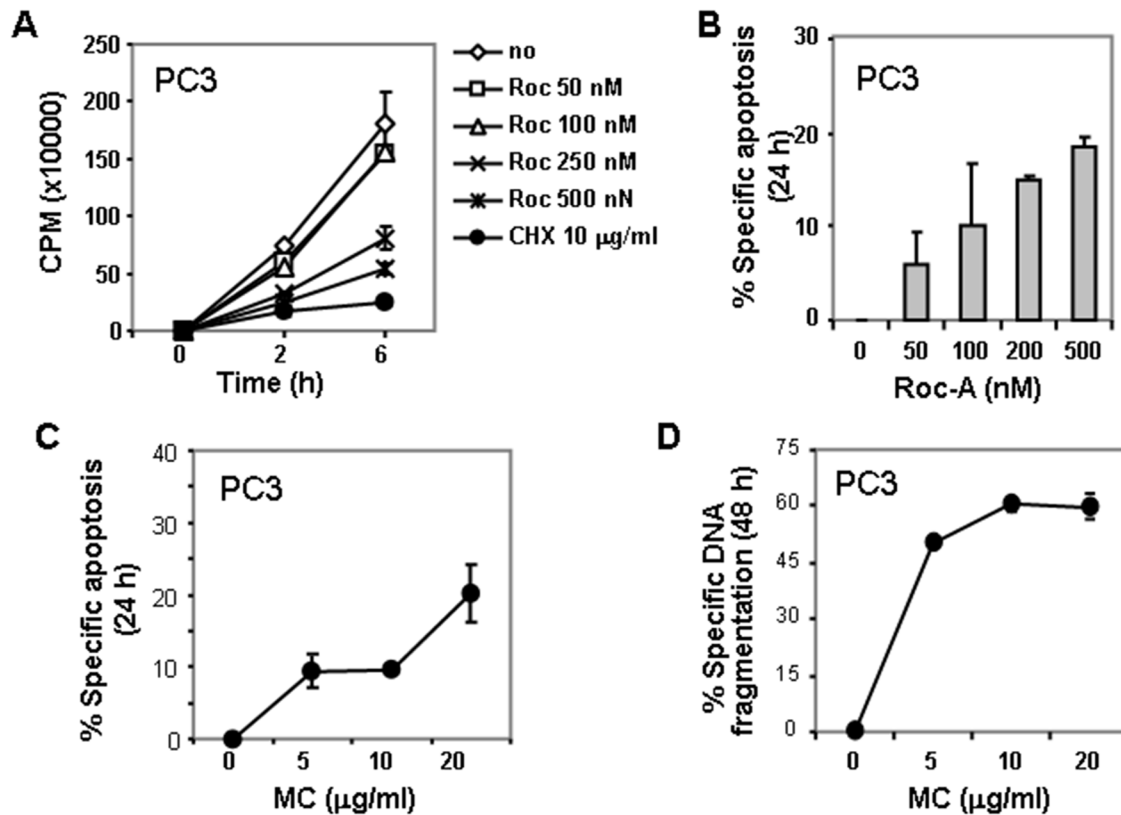 A
250
200
150
100
50
0
CPM (x10000)
PC3
0 2 6
Time (h)
no
Roc 50 nM
Roc 100 nM
Roc 250 nM
Roc 500 nN
CHX 10 μg/ml
B
30
20
10
0
% Specific apoptosis
(24 h)
PC3
0 50 100 200 500
Roc-A (nM)
C
40
30
20
10
0
% Specific apoptosis
(24 h)
PC3
0 5 10 20
MC (μg/ml)
D
75
60
45
30
15
0
% Specific DNA
fragmentation (48 h)
PC3
0 5 10 20
MC (μg/ml)